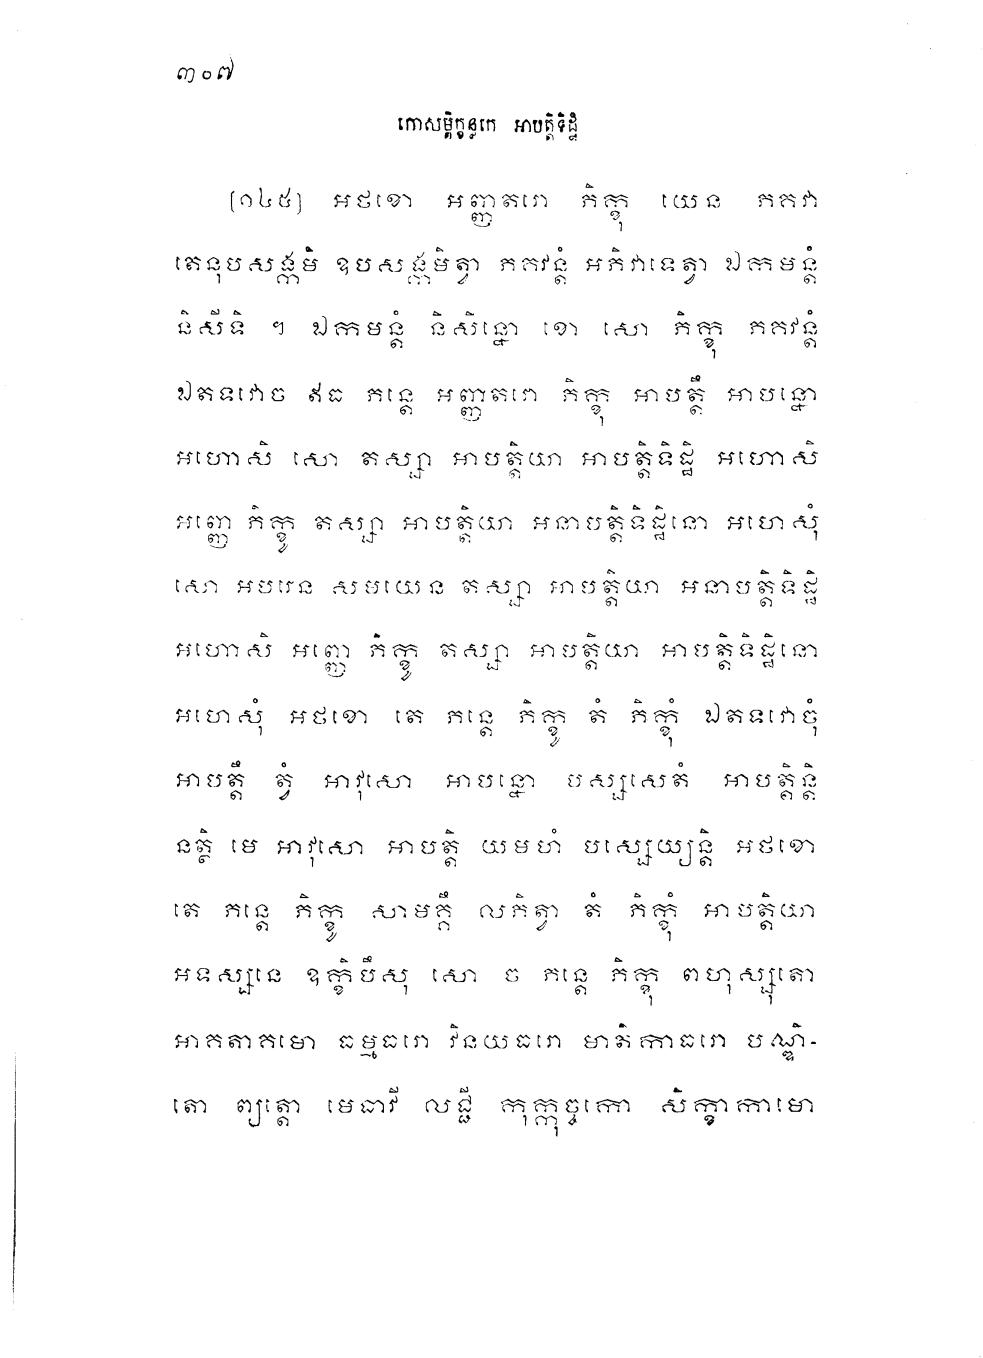 ៣០៧
កោសម្ពិក្ខន្ធកេ អាបត្តិទិដ្ឋិ
[១៤៥] អថខោ អញ្ញតរោ ភិក្ខុ យេន ភគវា
តេនុបសង្កមិ ឧបសង្កមិត្វា ភគវន្តំ អភិវាទេត្វា ឯកមន្តំ
និសីទិ ។ ឯកមន្តំ និសិន្នោ ខោ សោ ភិក្ខុ ភគវន្តំ
ឯតទវោច ឥធ ភន្តេ អញ្ញតរោ ភិក្ខុ អាបត្តឹ អាបន្នោ
អហោសិ សោ តស្សា អាបត្តិយា អាបត្តិទិដ្ឋិ អហោសិ
អញ្ញេ ភិក្ខូ តស្សា អាបត្តិយា អនាបត្តិទិដ្ឋិនោ អហេសុំ
សោ អបរេន សមយេន តស្សា អាបត្តិយា អនាបត្តិទិដ្ឋិ
អហោសិ អញ្ញេ ភិក្ខូ តស្សា អាបត្តិយា អាបត្តិទិដ្ឋិនោ
អហេសុំ អថខោ តេ ភន្តេ ភិក្ខូ តំ ភិក្ខុំ ឯតទវោចុំ
អាបត្តឹ ត្វំ អាវុសោ អាបន្នោ បស្សសេតំ អាបត្តិន្តិ
នត្ថិ មេ អាវុសោ អាបត្តិ យមហំ បស្សេយ្យន្តិ អថខោ
តេ ភន្តេ ភិក្ខូ សាមគ្គឹ លភិត្វា តំ ភិក្ខុំ អាបត្តិយា
អទស្សនេ ឧក្ខិបឹសុ សោ ច ភន្តេ ភិក្ខុ ពហុស្សុតោ
អាគតាគមោ ធម្មធរោ វិនយធរោ មាតិកាធរោ បណ្ឌិ-
តោ ព្យត្តោ មេធាវី លជ្ជី កុក្កុច្ចកោ សិក្ខាកាមោ